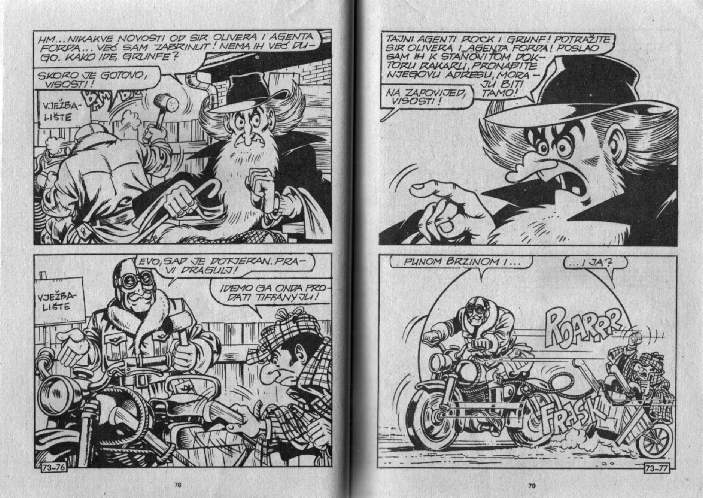 HM... NIKAKVE NOVOSTI OD SIR OLIVERA I AGENTA
FORDA... VEĆ SAM ZABRINUT! NEMA IH VEĆ DU-
GO. KAKO IDE, GRUNFE?
SKORO JE GOTOVO,
VISOSTI!
VJEŽBA-
LIŠTE
BAM
BAM
EVO, SAD JE DOTJERAN. PRA-
VI DRAGULJ!
IDEMO GA ONDA PRO-
DATI TIFFANYJU!
VJEŽBA-
LIŠTE
73-76
78
TAJNI AGENTI ROCK I GRUNF! POTRAŽITE
SIR OLIVERA I AGENTA FORDA! POSLAO
SAM IH K STANOVITOM DOK-
TORU RAKARU, PRONAĐITE
NJEGOVU ADRESU, MORA-
JU BITI
TAMO!
NA ZAPOVIJED,
VISOSTI!
PUNOM BRZINOM I...
...I JA?
ROARRR
FRASK!
73-77
79